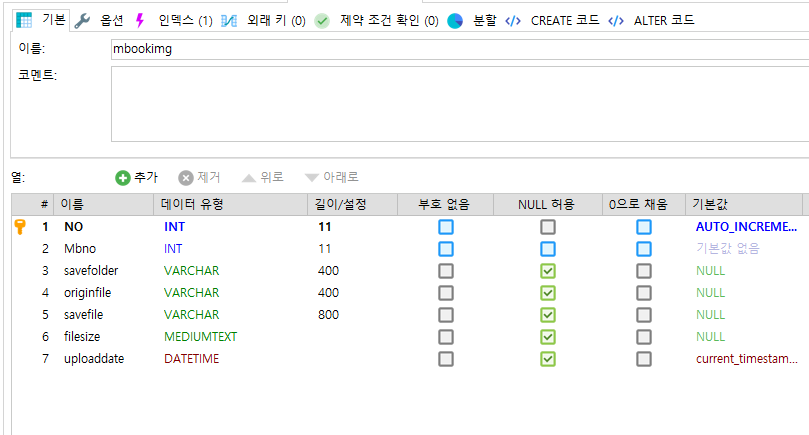 기본 옵션 인덱스 (1) 외래 키 (0) 제약 조건 확인 (0) 분할 </> CREATE 코드 </> ALTER 코드
이름: mbookimg
코멘트:
열: 추가 제거 위로 아래로
# 이름 데이터 유형 길이/설정 부호 없음 NULL 허용 0으로 채움 기본값
1 NO INT 11 AUTO_INCREME...
2 Mbno INT 11 기본값 없음
3 savefolder VARCHAR 400 NULL
4 originfile VARCHAR 400 NULL
5 savefile VARCHAR 800 NULL
6 filesize MEDIUMTEXT NULL
7 uploaddate DATETIME current_timestam...